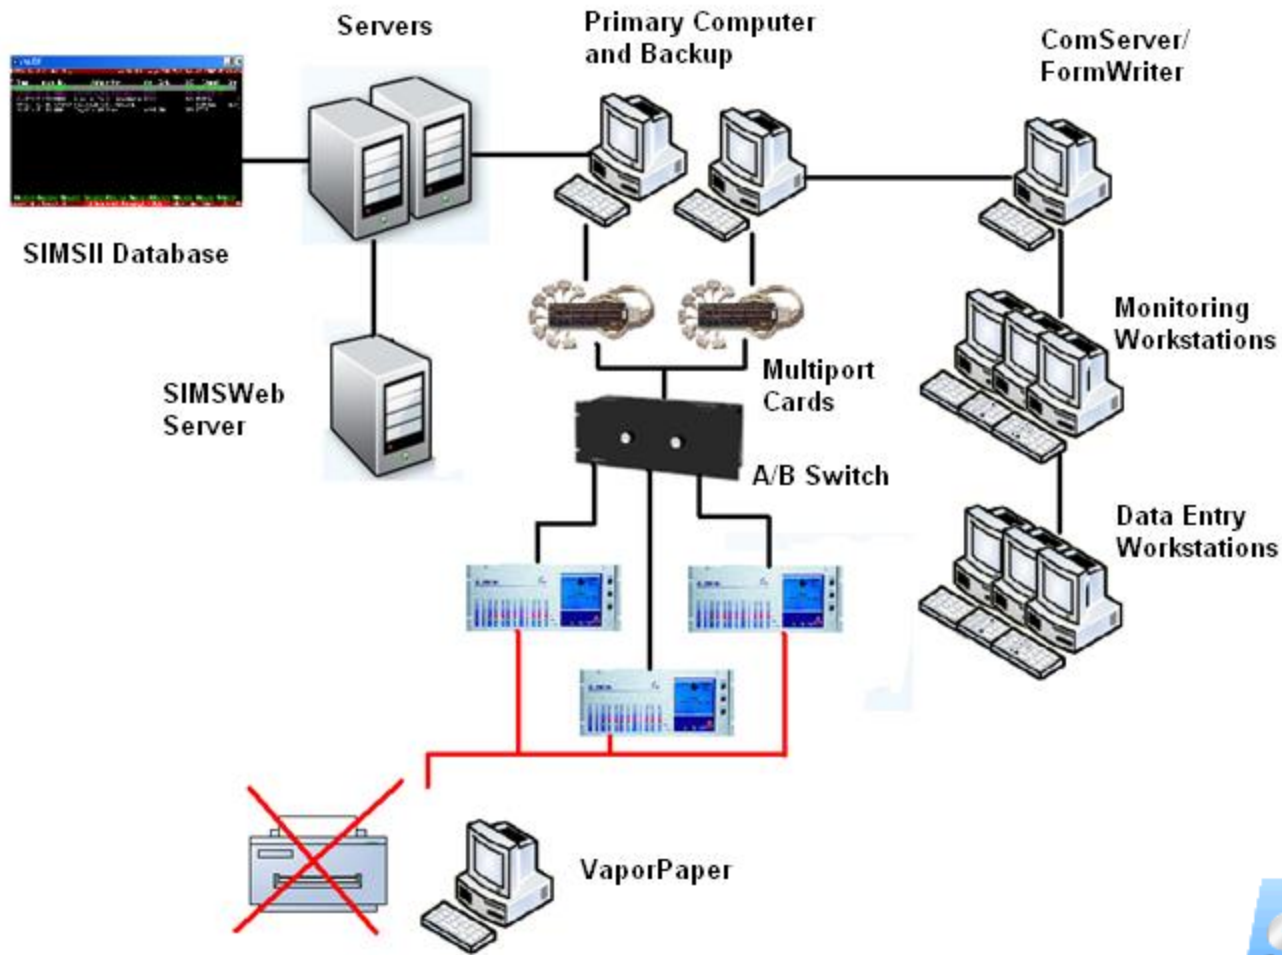 Servers
Primary Computer
and Backup
ComServer/
FormWriter
SIMSII Database
SIMSWeb
Server
Multiport
Cards
Monitoring
Workstations
A/B Switch
Data Entry
Workstations
VaporPaper